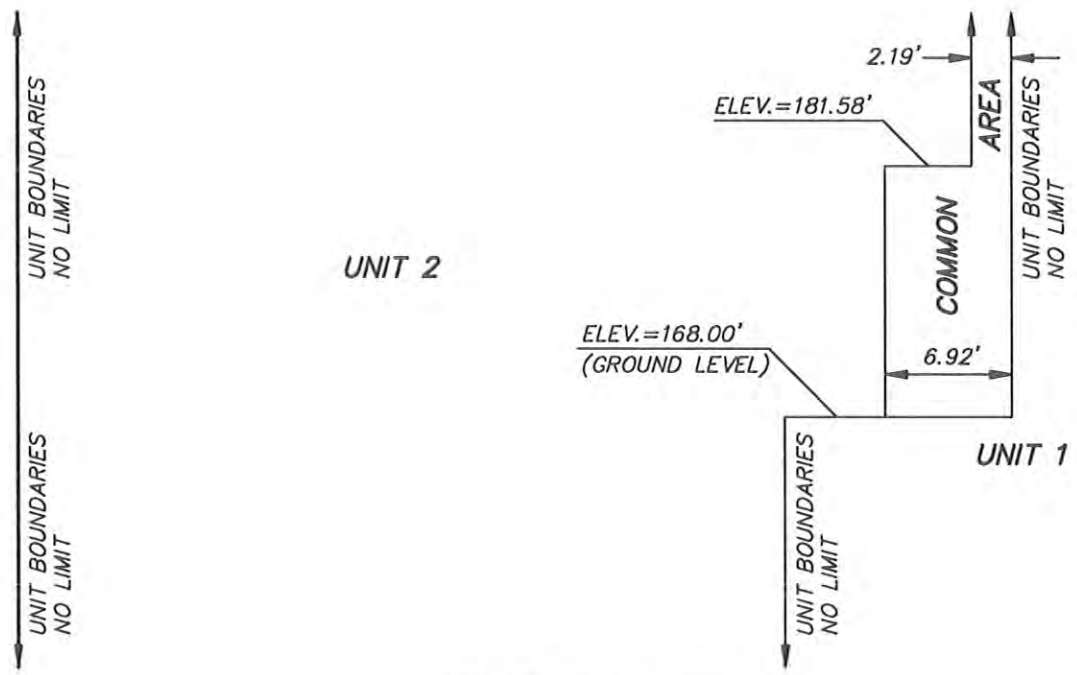 UNIT BOUNDARIES
NO LIMIT
2.19'
ELEV.=181.58'
AREA
UNIT BOUNDARIES
NO LIMIT
COMMON
UNIT 2
ELEV.=168.00'
(GROUND LEVEL)
6.92'
UNIT 1
UNIT BOUNDARIES
NO LIMIT
UNIT BOUNDARIES
NO LIMIT